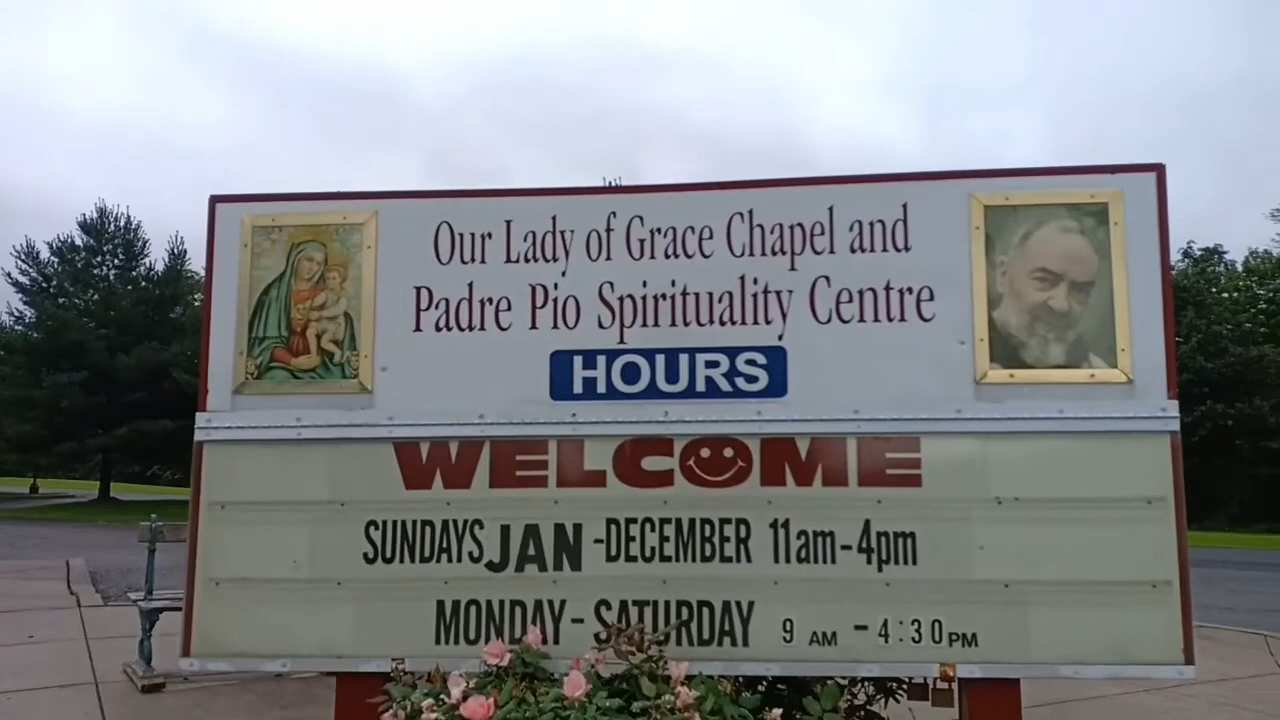 Our Lady of Grace Chapel and
Padre Pio Spirituality Centre
HOURS
WELCOME
SUNDAYS JAN -DECEMBER 11am-4pm
MONDAY - SATURDAY 9 AM - 4:30 PM